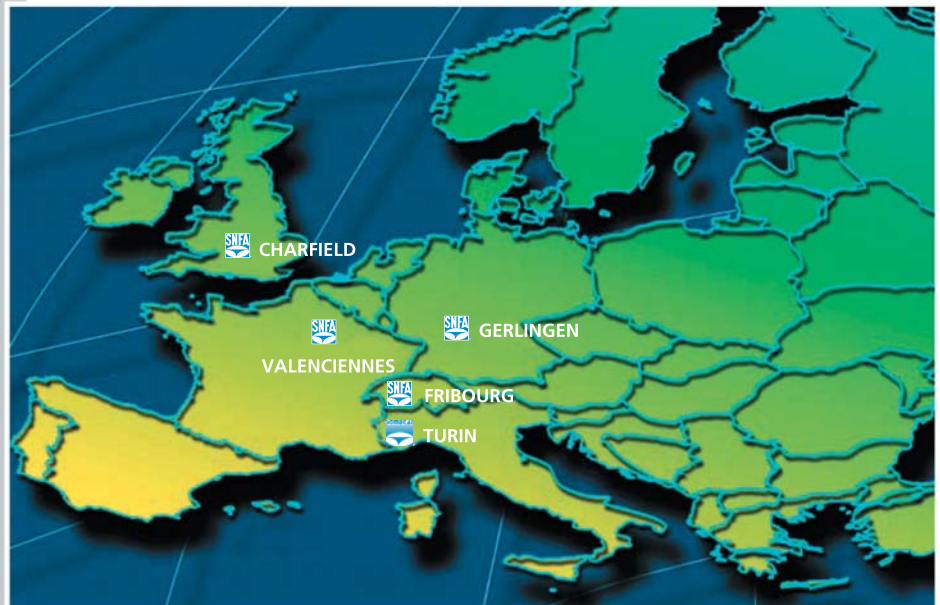 SNFA
CHARFIELD
SNFA
VALENCIENNES
SNFA
GERLINGEN
SNFA
FRIBOURG
TURIN